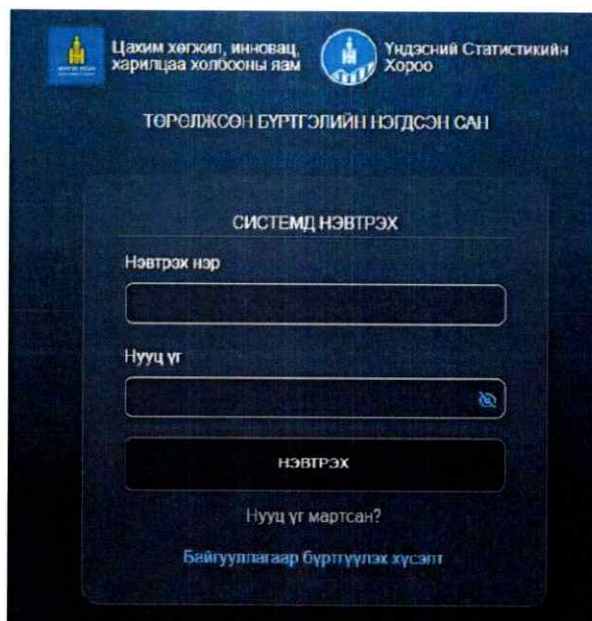 Цахим хөгжил, инновац,
харилцаа холбооны яам
Үндэсний Статистикийн
Хороо
ТӨРӨЛЖСӨН БҮРТГЭЛИЙН НЭГДСЭН САН
СИСТЕМД НЭВТРЭХ
Нэвтрэх нэр
Нууц үг
НЭВТРЭХ
Нууц үг мартсан?
Байгууллагаар бүртгүүлэх хүсэлт